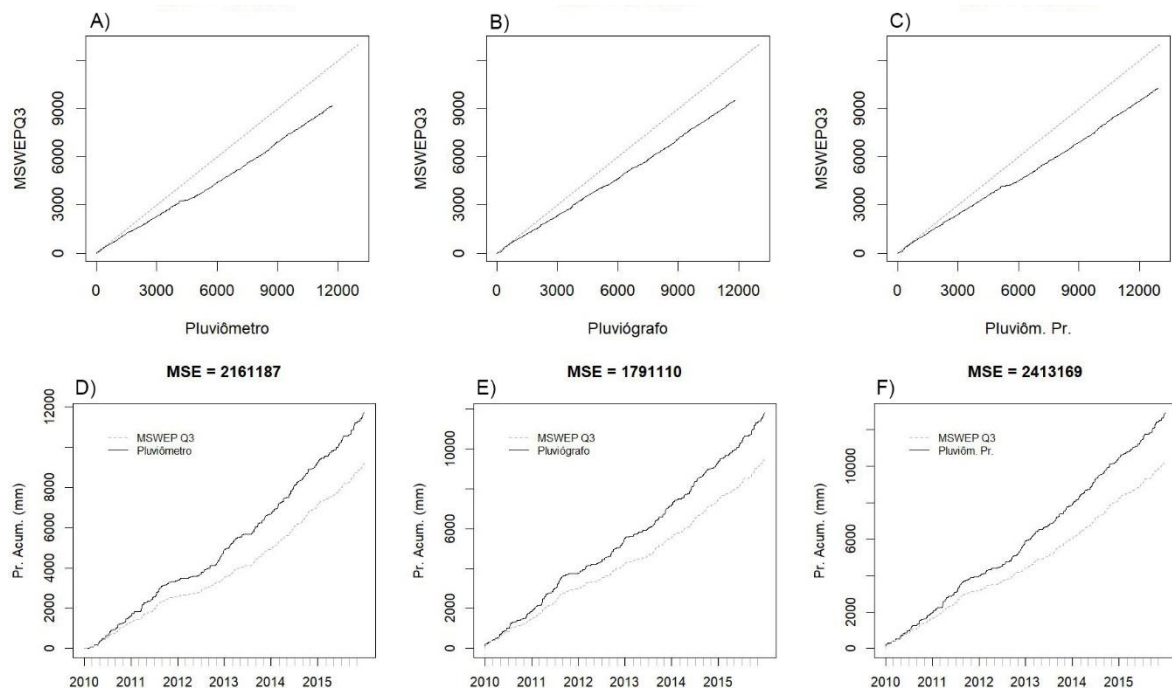 A)
MSWEPQ3
0 3000 6000 9000
0 3000 6000 9000 12000
Pluviômetro
B)
MSWEPQ3
0 3000 6000 9000
0 3000 6000 9000 12000
Pluviógrafo
C)
MSWEPQ3
0 3000 6000 9000
0 3000 6000 9000 12000
Pluviôm. Pr.
MSE = 2161187
D)
Pr. Acum. (mm)
0 2000 4000 6000 8000 12000
MSWEP Q3
Pluviômetro
2010 2011 2012 2013 2014 2015
MSE = 1791110
E)
Pr. Acum. (mm)
0 2000 4000 6000 10000
MSWEP Q3
Pluviógrafo
2010 2011 2012 2013 2014 2015
MSE = 2413169
F)
Pr. Acum. (mm)
0 2000 6000 10000
MSWEP Q3
Pluviôm. Pr.
2010 2011 2012 2013 2014 2015